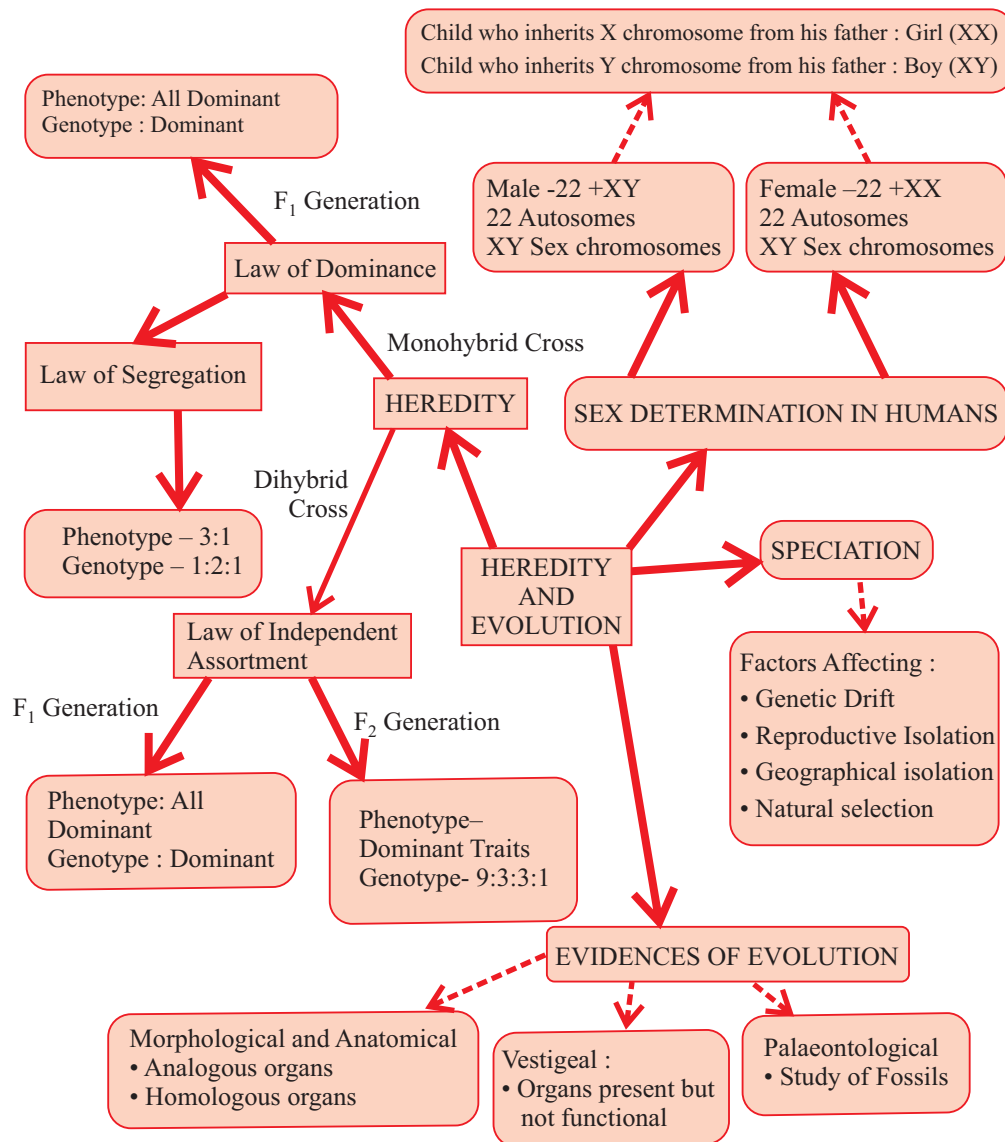 Child who inherits X chromosome from his father : Girl (XX)
Child who inherits Y chromosome from his father : Boy (XY)
Phenotype: All Dominant
Genotype : Dominant
F1 Generation
Male -22 +XY
22 Autosomes
XY Sex chromosomes
Female –22 +XX
22 Autosomes
XY Sex chromosomes
Law of Dominance
Monohybrid Cross
Law of Segregation
HEREDITY
SEX DETERMINATION IN HUMANS
Dihybrid
Cross
Phenotype – 3:1
Genotype – 1:2:1
HEREDITY
AND
EVOLUTION
SPECIATION
Law of Independent
Assortment
Factors Affecting :
• Genetic Drift
• Reproductive Isolation
• Geographical isolation
• Natural selection
F1 Generation
F2 Generation
Phenotype: All
Dominant
Genotype : Dominant
Phenotype–
Dominant Traits
Genotype- 9:3:3:1
EVIDENCES OF EVOLUTION
Morphological and Anatomical
• Analogous organs
• Homologous organs
Vestigeal :
• Organs present but
not functional
Palaeontological
• Study of Fossils